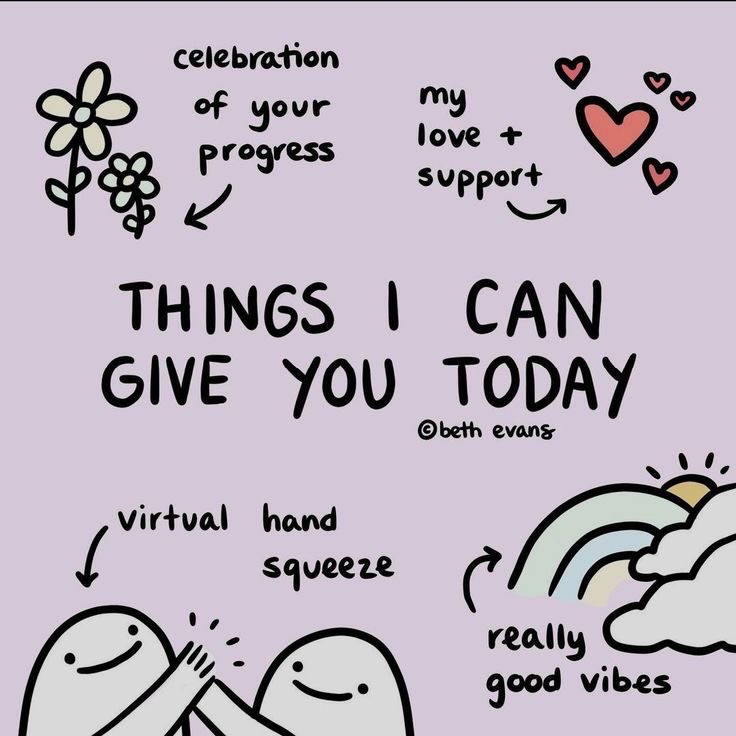 celebration
of your
progress
my
love +
support
THINGS I CAN
GIVE YOU TODAY
©beth evans
virtual hand
squeeze
really
good vibes